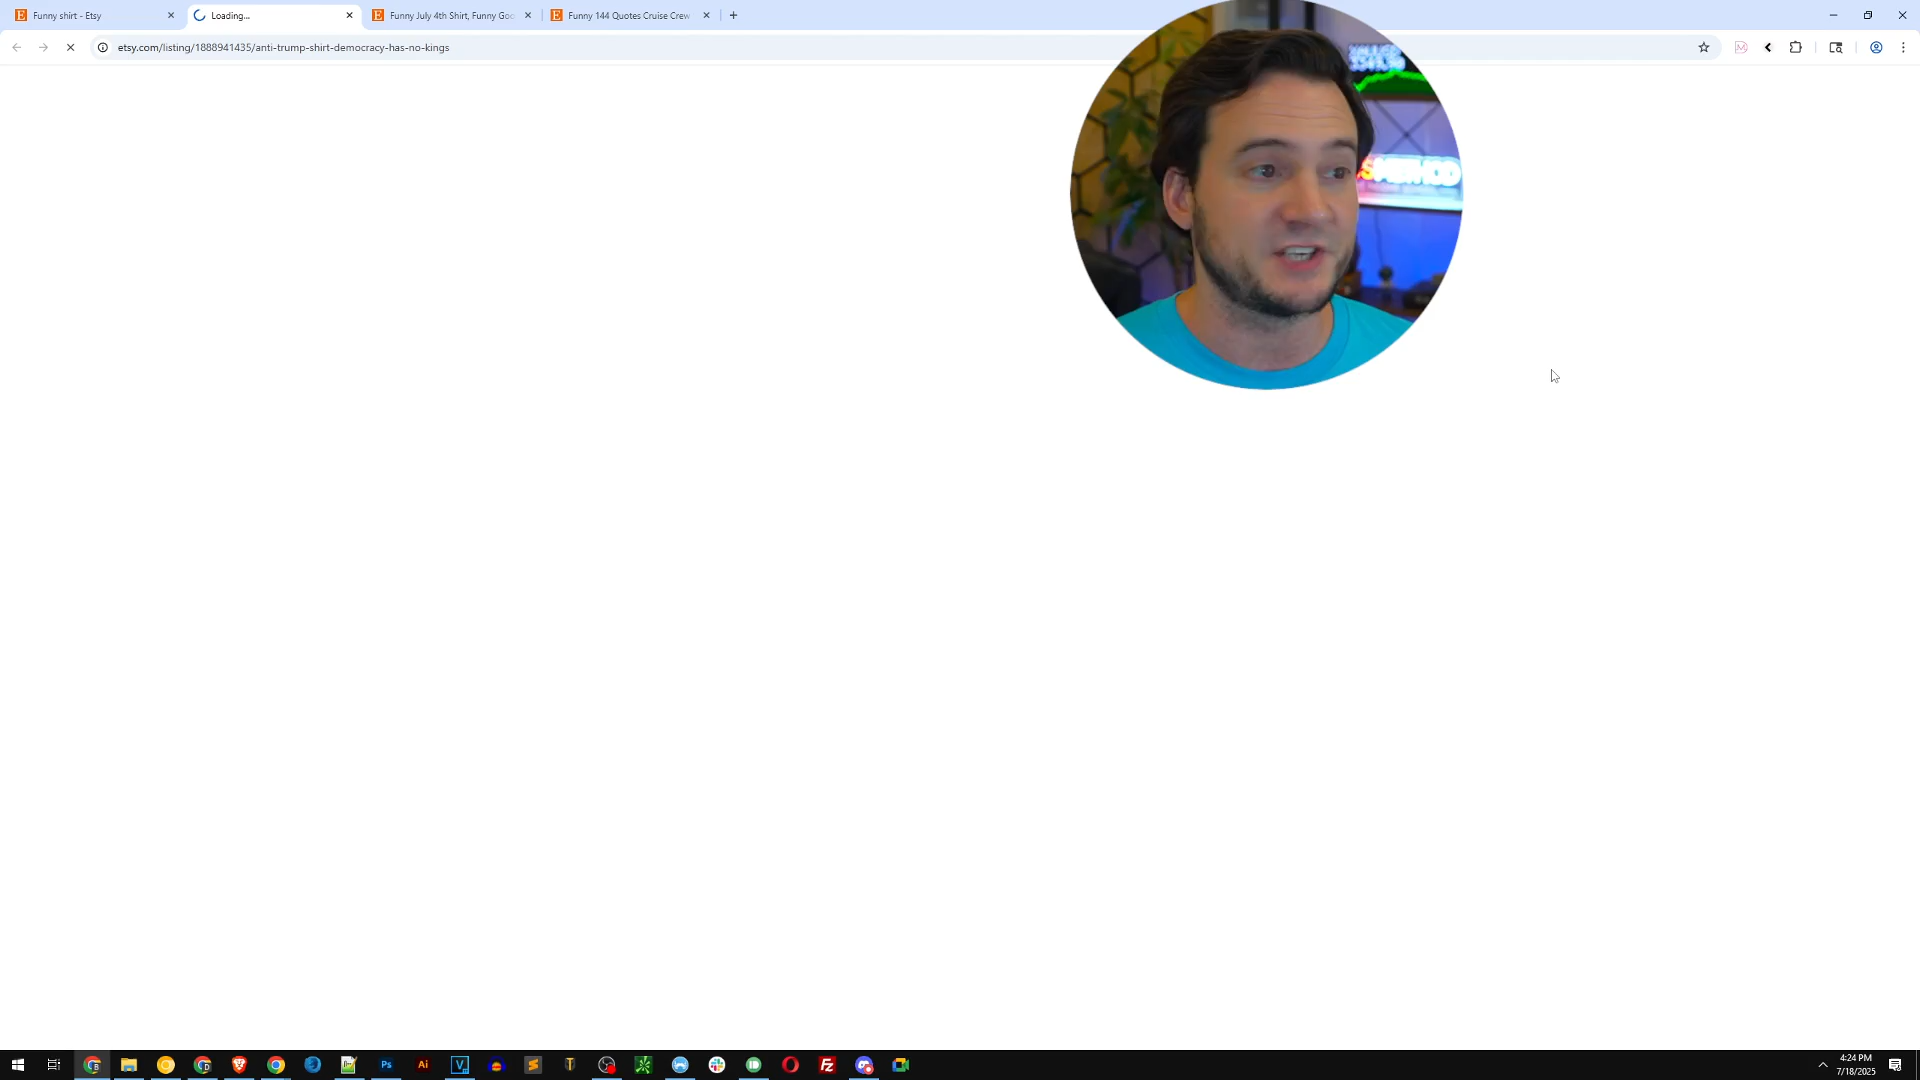 Funny shirt - Etsy
Loading...
Funny July 4th Shirt, Funny Goo
Funny 144 Quotes Cruise Crew
etsy.com/listing/1888941435/anti-trump-shirt-democracy-has-no-kings
4:24 PM
7/18/2025